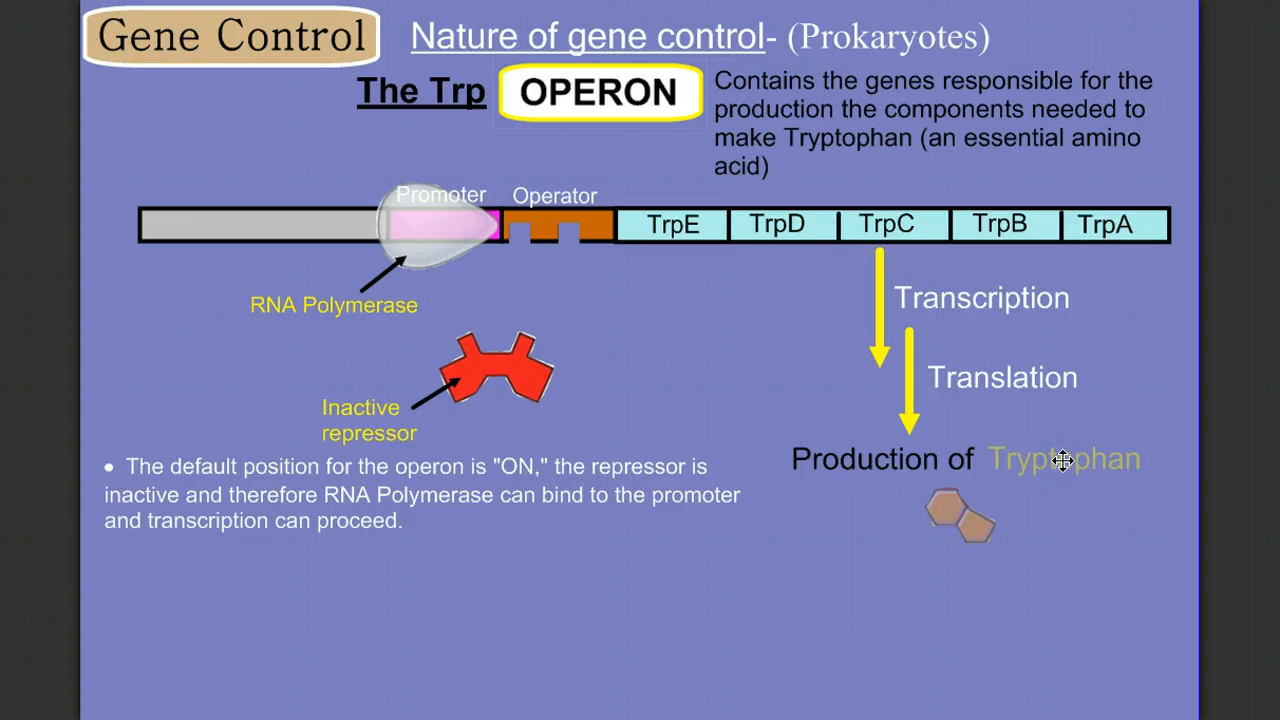 Gene Control
Nature of gene control- (Prokaryotes)
The Trp OPERON
Contains the genes responsible for the
production the components needed to
make Tryptophan (an essential amino
acid)
Promoter Operator
TrpE TrpD TrpC TrpB TrpA
RNA Polymerase
Transcription
Translation
Inactive
repressor
Production of Tryptophan
• The default position for the operon is "ON," the repressor is
inactive and therefore RNA Polymerase can bind to the promoter
and transcription can proceed.